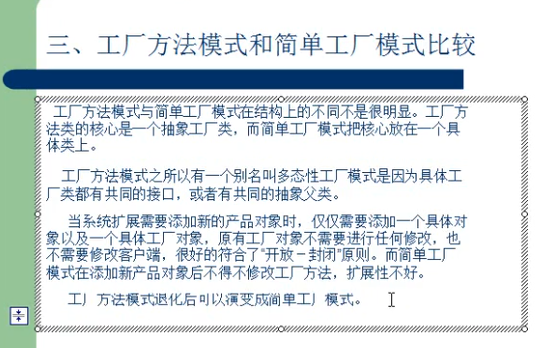 三、工厂方法模式和简单工厂模式比较
工厂方法模式与简单工厂模式在结构上的不同不是很明显。工厂方
法类的核心是一个抽象工厂类，而简单工厂模式把核心放在一个具
体类上。
工厂方法模式之所以有一个别名叫多态性工厂模式是因为具体工
厂类都有共同的接口，或者有共同的抽象父类。
当系统扩展需要添加新的产品对象时，仅仅需要添加一个具体对
象以及一个具体工厂对象，原有工厂对象不需要进行任何修改，也
不需要修改客户端，很好的符合了"开放－封闭"原则。而简单工厂
模式在添加新产品对象后不得不修改工厂方法，扩展性不好。
工厂方法模式退化后可以演变成简单工厂模式。